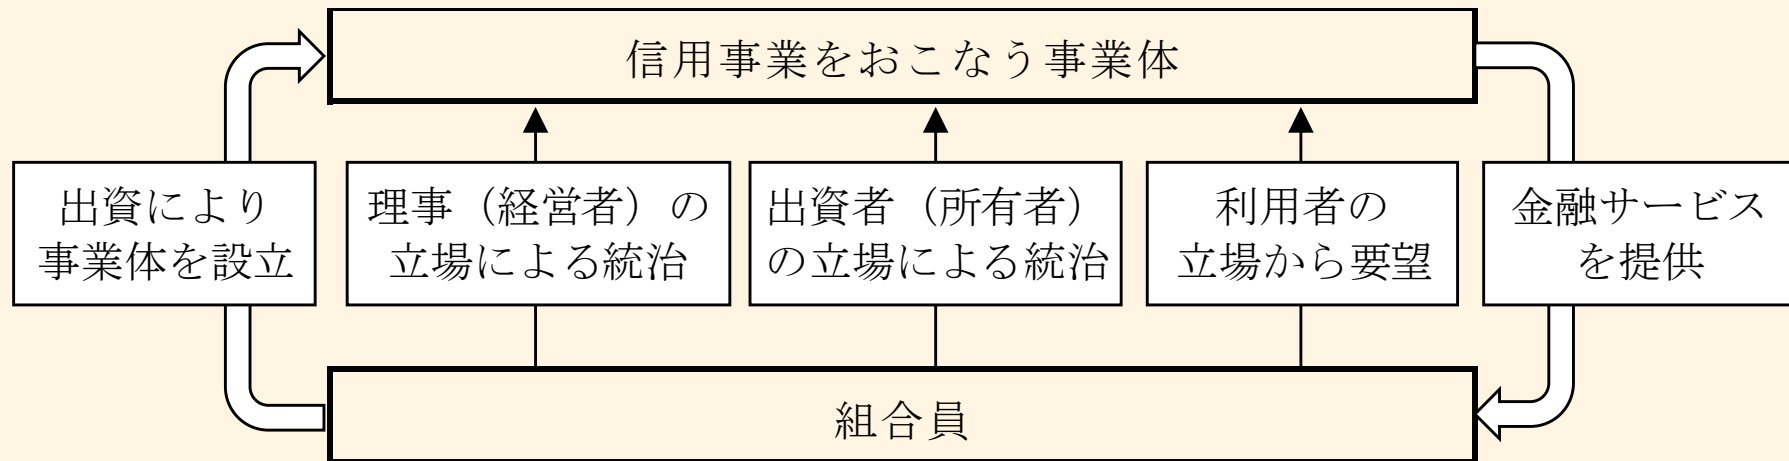 信用事業をおこなう事業体
出資により
事業体を設立
理事（経営者）の
立場による統治
出資者（所有者）
の立場による統治
利用者の
立場から要望
金融サービス
を提供
組合員